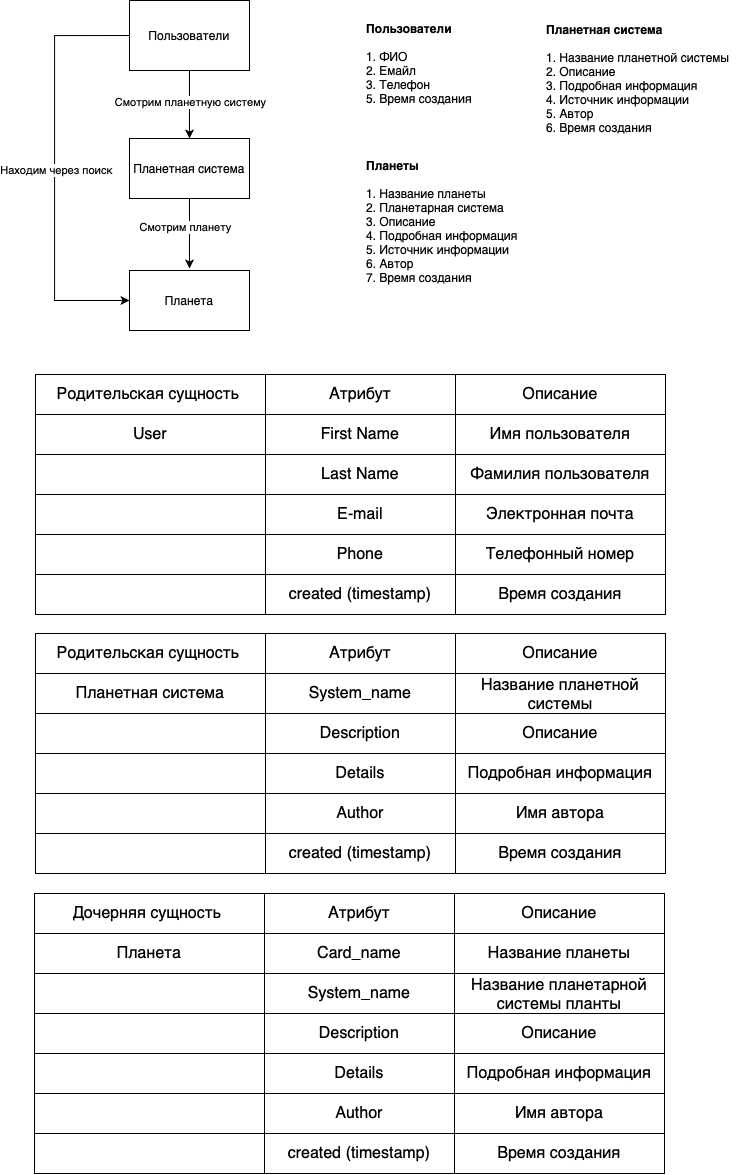 Пользователи
Смотрим планетную систему
Находим через поиск
Планетная система
Смотрим планету
Планета
Пользователи
1. ФИО
2. Емайл
3. Телефон
5. Время создания
Планетная система
1. Название планетной системы
2. Описание
3. Подробная информация
4. Источник информации
5. Автор
6. Время создания
Планеты
1. Название планеты
2. Планетарная система
3. Описание
4. Подробная информация
5. Источник информации
6. Автор
7. Время создания
Родительская сущность Атрибут Описание
User First Name Имя пользователя
Last Name Фамилия пользователя
E-mail Электронная почта
Phone Телефонный номер
created (timestamp) Время создания
Родительская сущность Атрибут Описание
Планетная система System_name Название планетной
системы
Description Описание
Details Подробная информация
Author Имя автора
created (timestamp) Время создания
Дочерняя сущность Атрибут Описание
Планета Card_name Название планеты
System_name Название планетарной
системы планты
Description Описание
Details Подробная информация
Author Имя автора
created (timestamp) Время создания